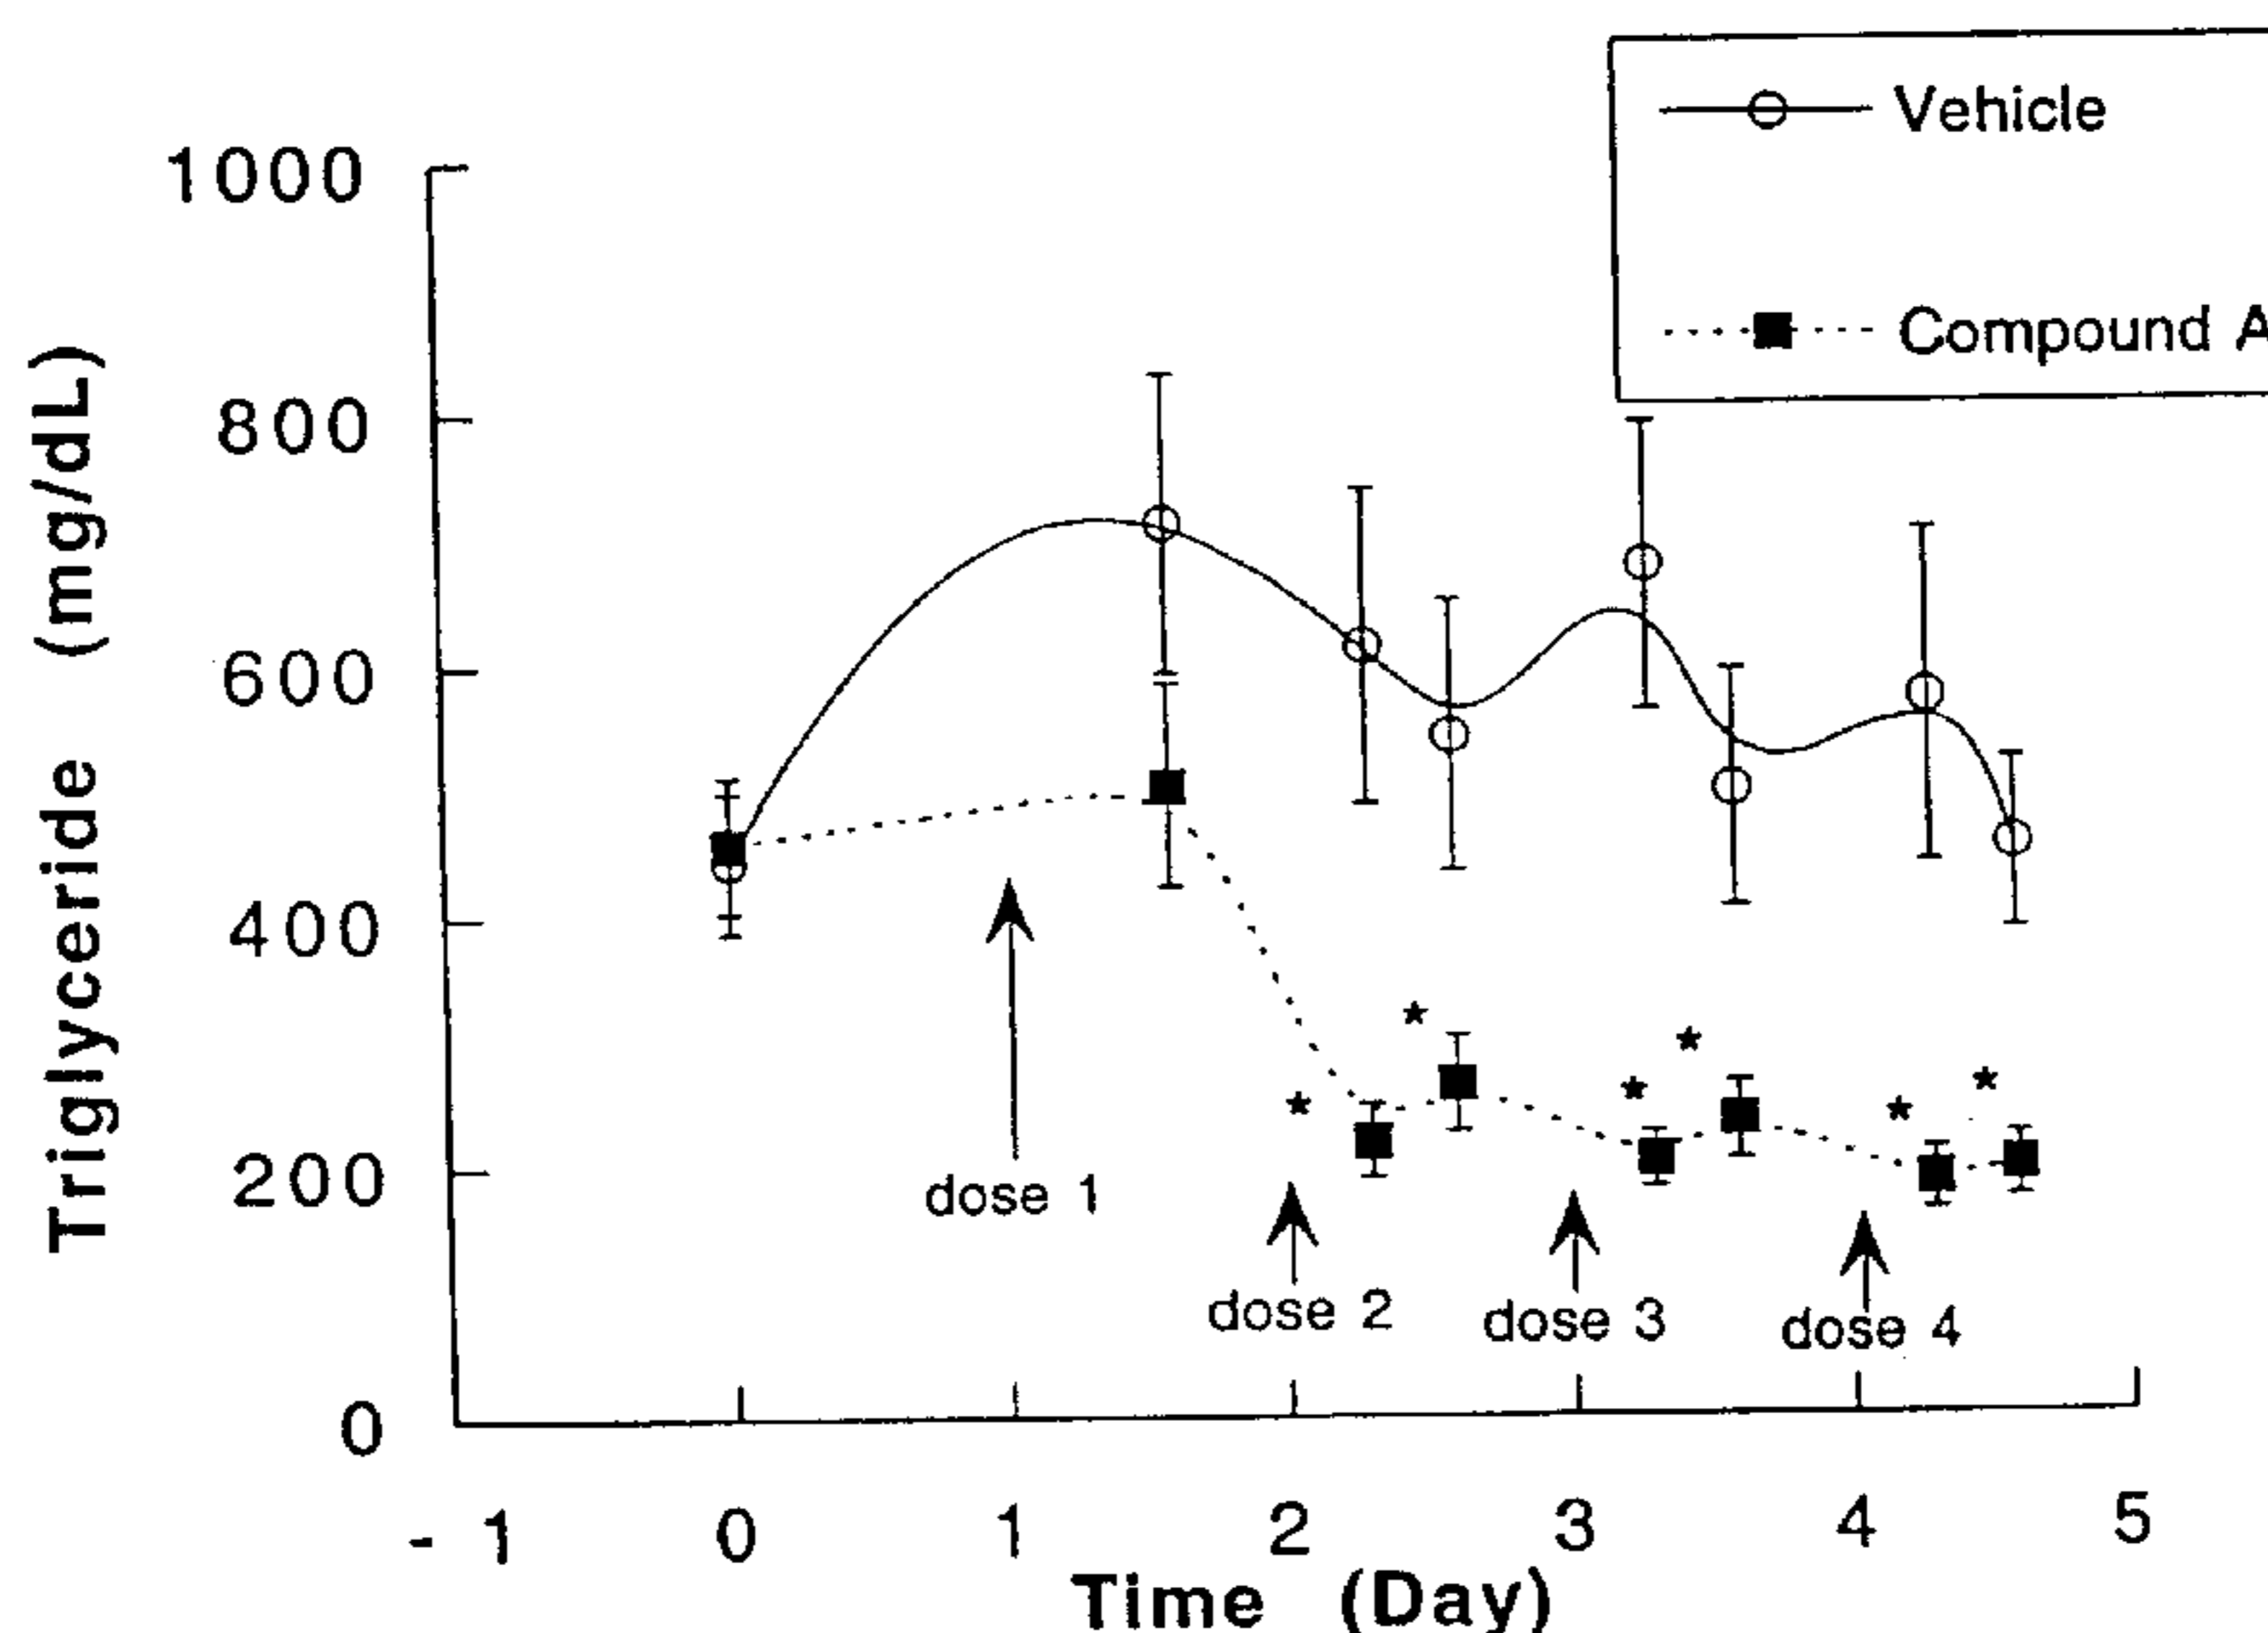 Vehicle
Compound A
Triglyceride (mg/dL)
1000
800
600
400
200
0
*
*
*
*
*
*
dose 1
dose 2
dose 3
dose 4
-1 0 1 2 3 4 5
Time (Day)